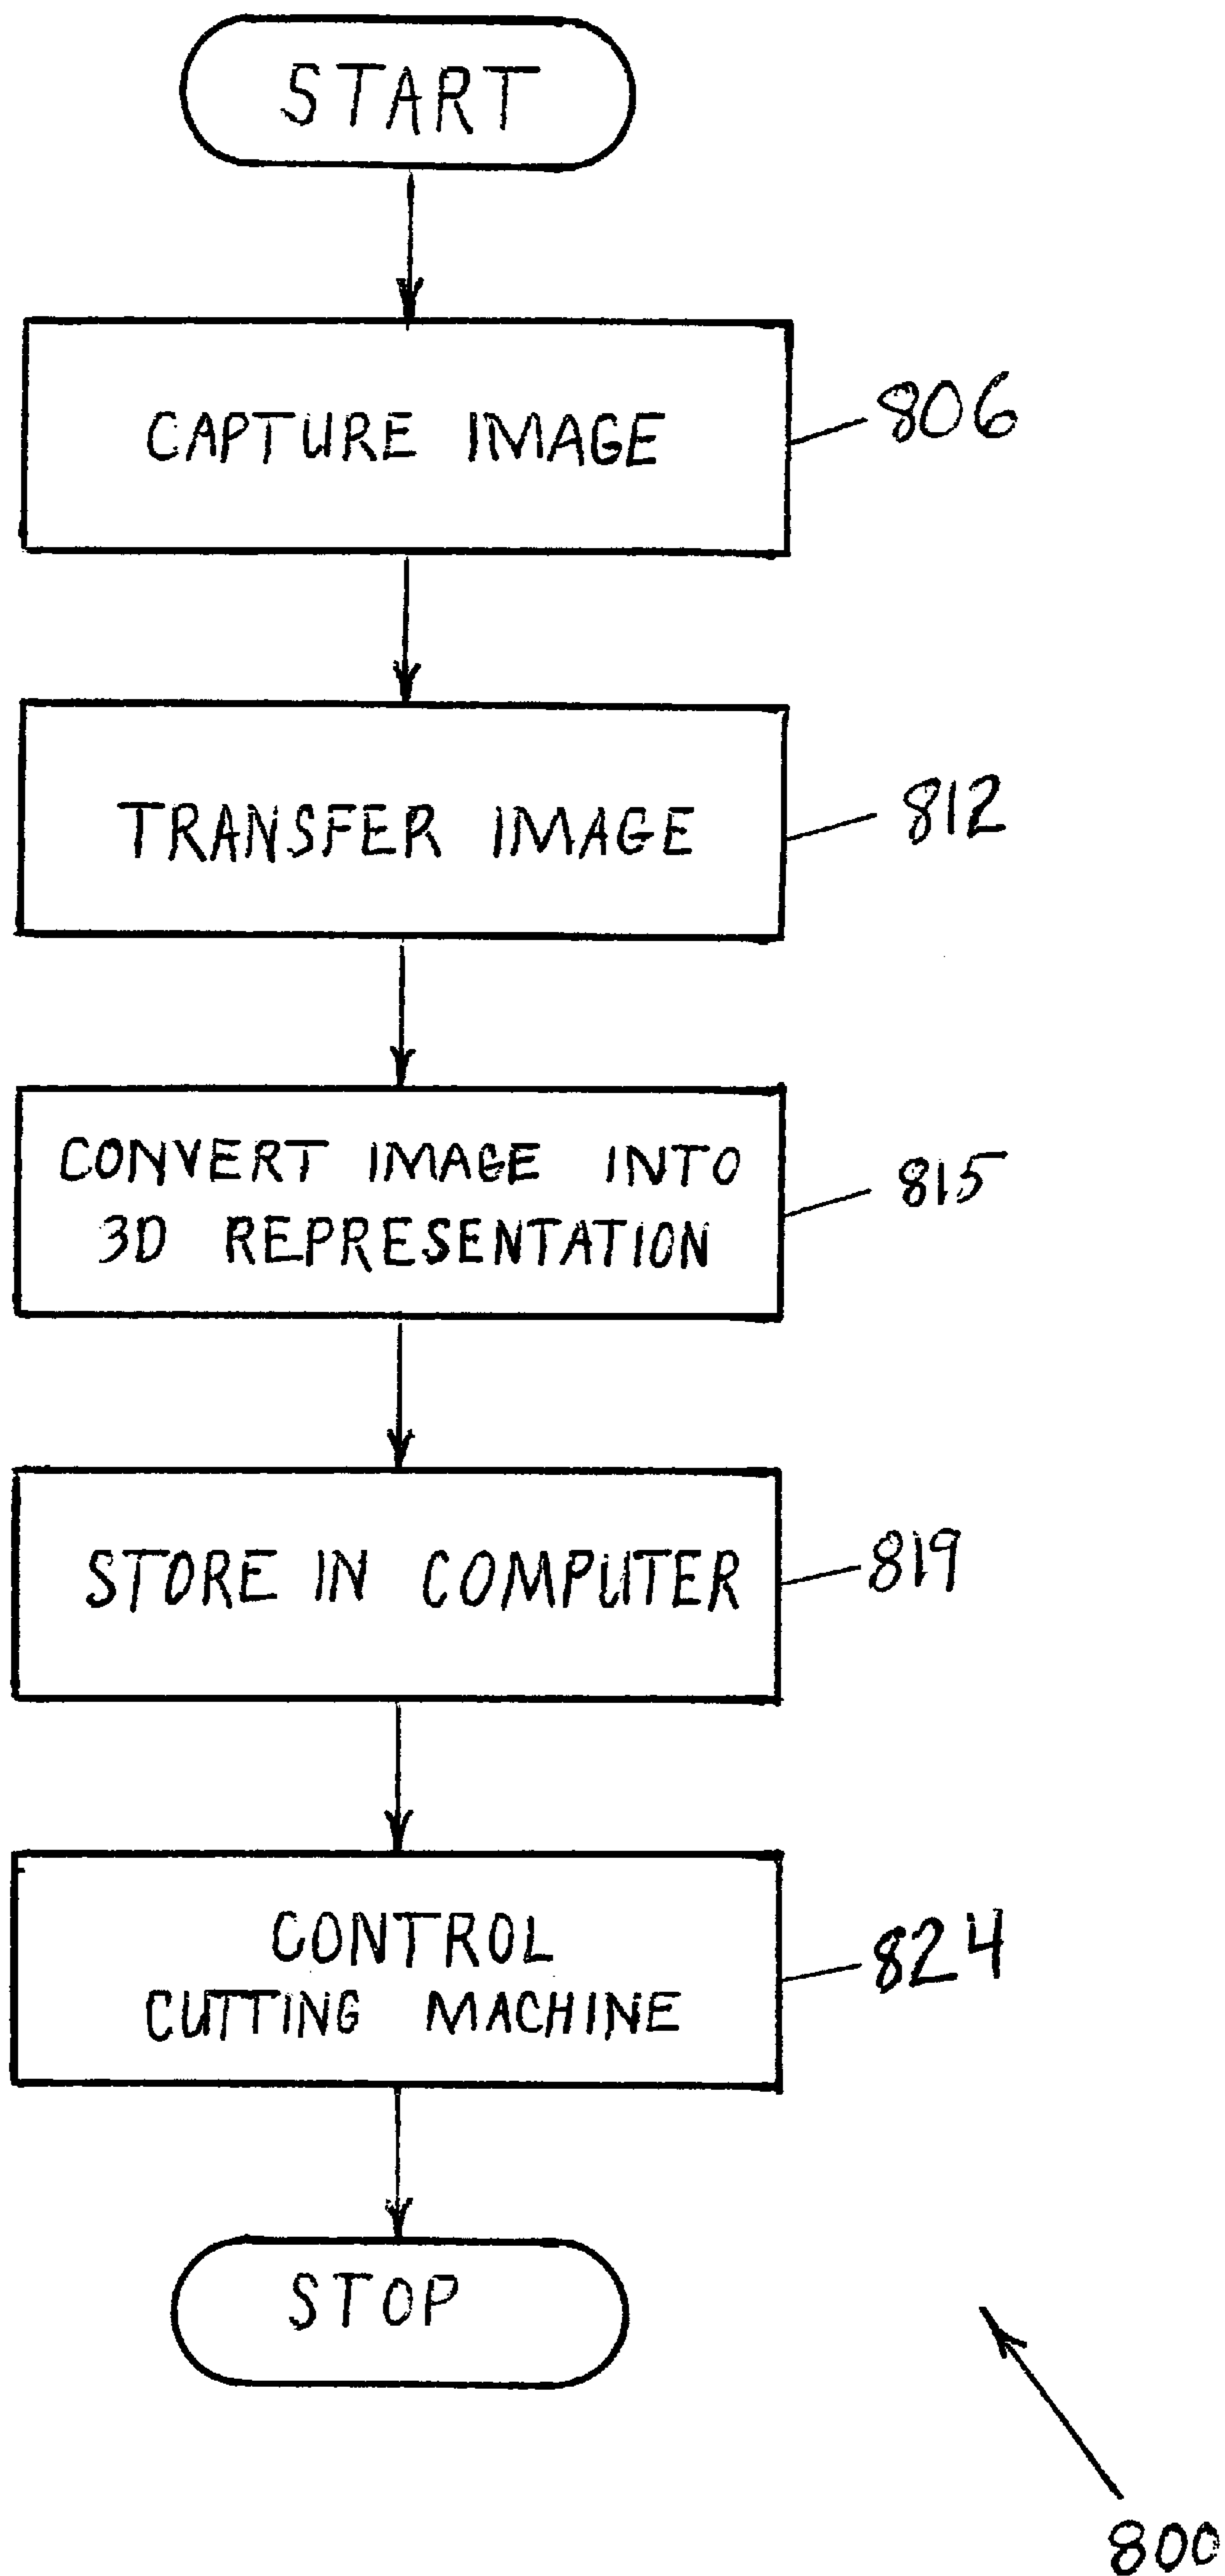 START
CAPTURE IMAGE
806
TRANSFER IMAGE
812
CONVERT IMAGE INTO
3D REPRESENTATION
815
STORE IN COMPUTER
819
CONTROL
CUTTING MACHINE
824
STOP
800